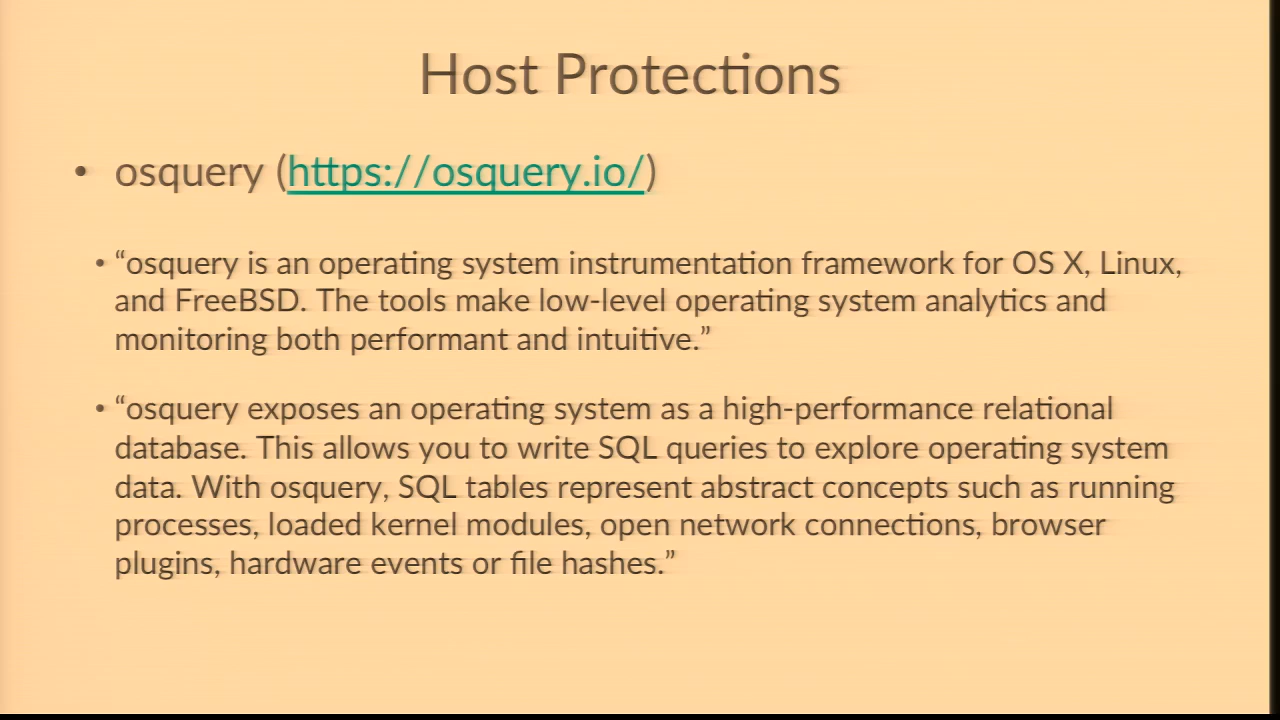 Host Protections
• osquery (https://osquery.io/)
• “osquery is an operating system instrumentation framework for OS X, Linux,
and FreeBSD. The tools make low-level operating system analytics and
monitoring both performant and intuitive.”
• “osquery exposes an operating system as a high-performance relational
database. This allows you to write SQL queries to explore operating system
data. With osquery, SQL tables represent abstract concepts such as running
processes, loaded kernel modules, open network connections, browser
plugins, hardware events or file hashes.”